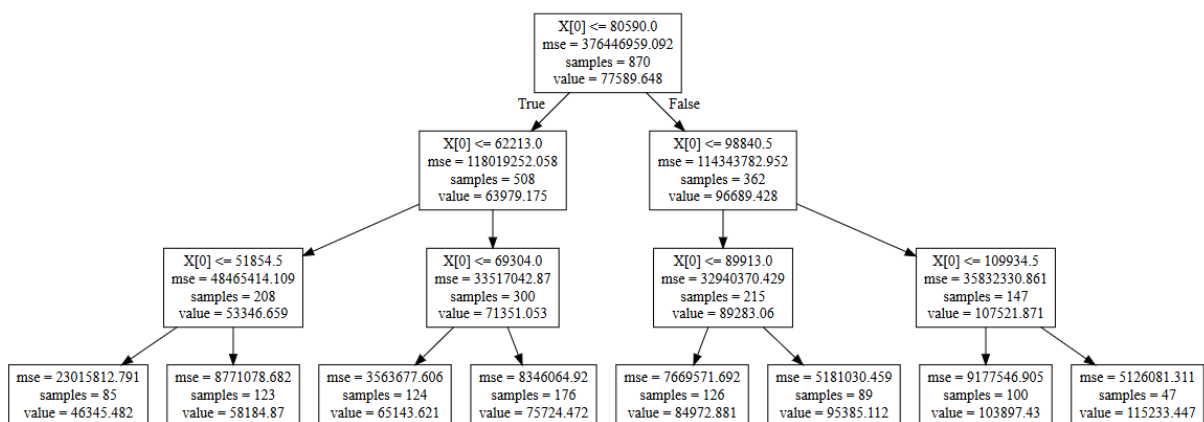 X[0] <= 80590.0
mse = 376446959.092
samples = 870
value = 77589.648
True
False
X[0] <= 62213.0
mse = 118019252.058
samples = 508
value = 63979.175
X[0] <= 98840.5
mse = 114343782.952
samples = 362
value = 96689.428
X[0] <= 51854.5
mse = 48465414.109
samples = 208
value = 53346.659
X[0] <= 69304.0
mse = 33517042.87
samples = 300
value = 71351.053
X[0] <= 89913.0
mse = 32940370.429
samples = 215
value = 89283.06
X[0] <= 109934.5
mse = 35832330.861
samples = 147
value = 107521.871
mse = 23015812.791
samples = 85
value = 46345.482
mse = 8771078.682
samples = 123
value = 58184.87
mse = 3563677.606
samples = 124
value = 65143.621
mse = 8346064.92
samples = 176
value = 75724.472
mse = 7669571.692
samples = 126
value = 84972.881
mse = 5181030.459
samples = 89
value = 95385.112
mse = 9177546.905
samples = 100
value = 103897.43
mse = 5126081.311
samples = 47
value = 115233.447